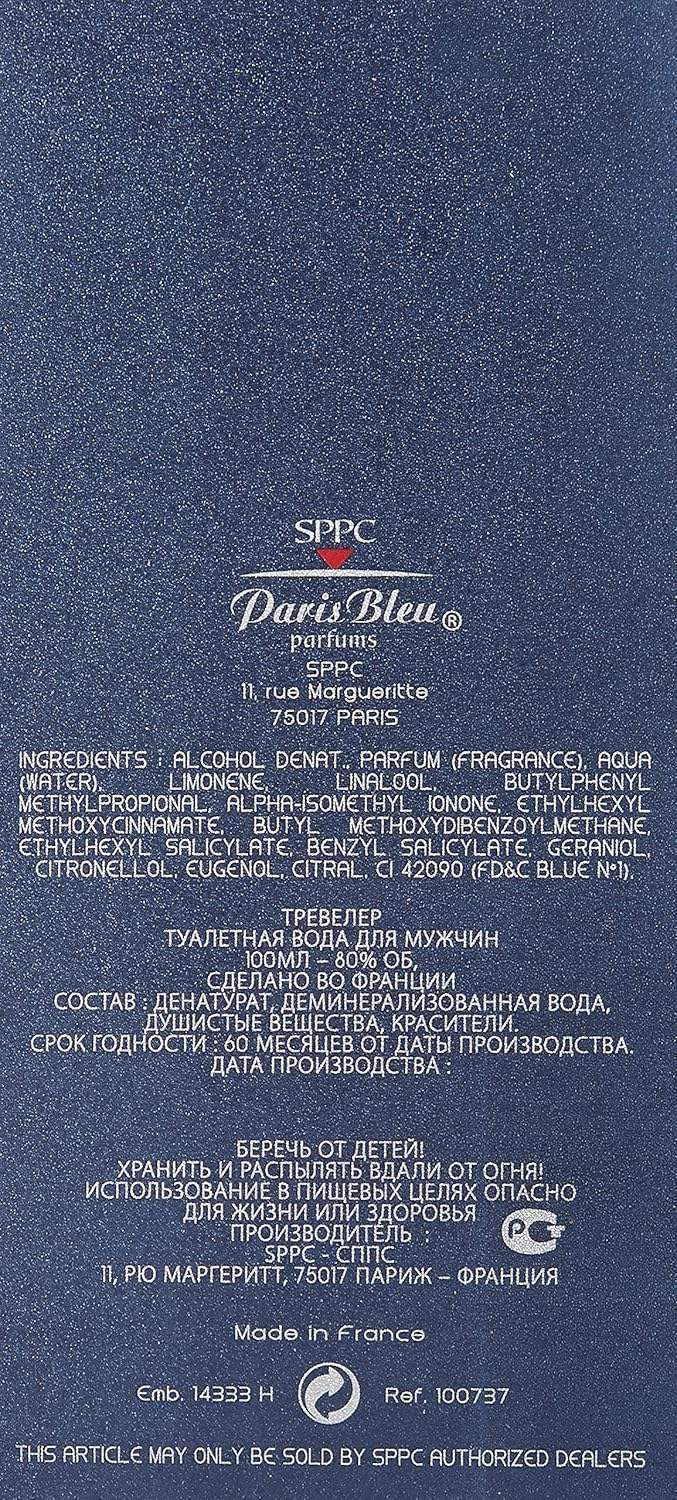 SPPC
Paris Bleu ®
parfums
SPPC
11, rue Margueritte
75017 PARIS
INGREDIENTS : ALCOHOL DENAT., PARFUM (FRAGRANCE), AQUA
(WATER), LIMONENE, LINALOOL, BUTYLPHENYL
METHYLPROPIONAL, ALPHA-ISOMETHYL IONONE, ETHYLHEXYL
METHOXYCINNAMATE, BUTYL METHOXYDIBENZOYLMETHANE,
ETHYLHEXYL SALICYLATE, BENZYL SALICYLATE, GERANIOL,
CITRONELLOL, EUGENOL, CITRAL, CI 42090 (FD&C BLUE N°1).
ТРЕВЕЛЕР
ТУАЛЕТНАЯ ВОДА ДЛЯ МУЖЧИН
100МЛ – 80% ОБ,
СДЕЛАНО ВО ФРАНЦИИ
СОСТАВ : ДЕНАТУРАТ, ДЕМИНЕРАЛИЗОВАННАЯ ВОДА,
ДУШИСТЫЕ ВЕЩЕСТВА, КРАСИТЕЛИ.
СРОК ГОДНОСТИ : 60 МЕСЯЦЕВ ОТ ДАТЫ ПРОИЗВОДСТВА.
ДАТА ПРОИЗВОДСТВА :
БЕРЕЧЬ ОТ ДЕТЕЙ!
ХРАНИТЬ И РАСПЫЛЯТЬ ВДАЛИ ОТ ОГНЯ!
ИСПОЛЬЗОВАНИЕ В ПИЩЕВЫХ ЦЕЛЯХ ОПАСНО
ДЛЯ ЖИЗНИ ИЛИ ЗДОРОВЬЯ
ПРОИЗВОДИТЕЛЬ :
SPPC - СППС
11, РЮ МАРГЕРИТТ, 75017 ПАРИЖ – ФРАНЦИЯ
РСТ
Made in France
Emb. 14333 H Ref. 100737
THIS ARTICLE MAY ONLY BE SOLD BY SPPC AUTHORIZED DEALERS